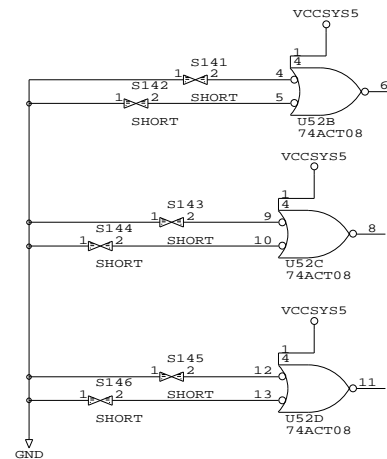 VCCSYS5
1
4
S141
1 2
4
6
S142
1 2
SHORT
5
SHORT
U52B
74ACT08
VCCSYS5
1
4
S143
1 2
9
8
S144
1 2
SHORT
10
SHORT
U52C
74ACT08
VCCSYS5
1
4
S145
1 2
12
11
S146
1 2
SHORT
13
SHORT
U52D
74ACT08
GND